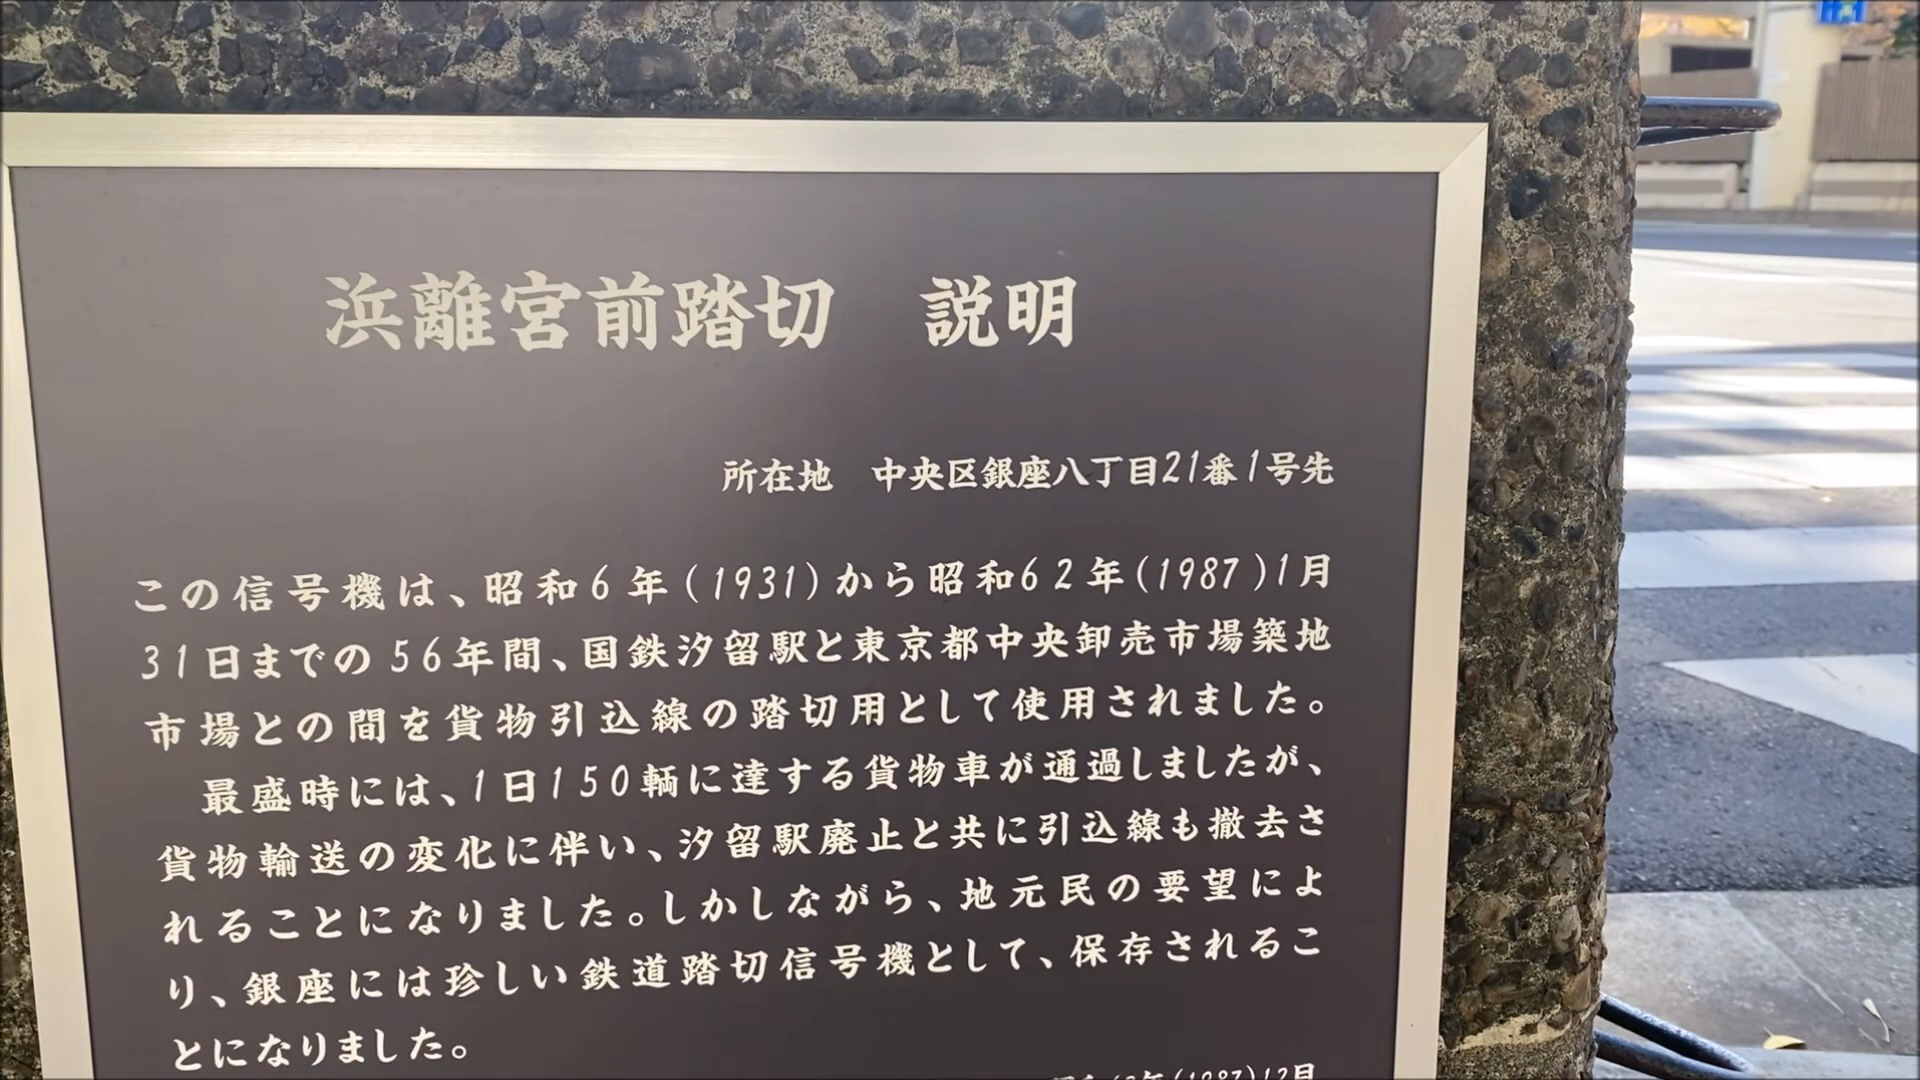 浜離宮前踏切　説明
所在地　中央区銀座八丁目21番1号先
この信号機は、昭和6年(1931)から昭和62年(1987)1月
31日までの56年間、国鉄汐留駅と東京都中央卸売市場築地
市場との間を貨物引込線の踏切用として使用されました。
最盛時には、1日150輌に達する貨物車が通過しましたが、
貨物輸送の変化に伴い、汐留駅廃止と共に引込線も撤去さ
れることになりました。しかしながら、地元民の要望によ
り、銀座には珍しい鉄道踏切信号機として、保存されるこ
とになりました。
年(1987)12月